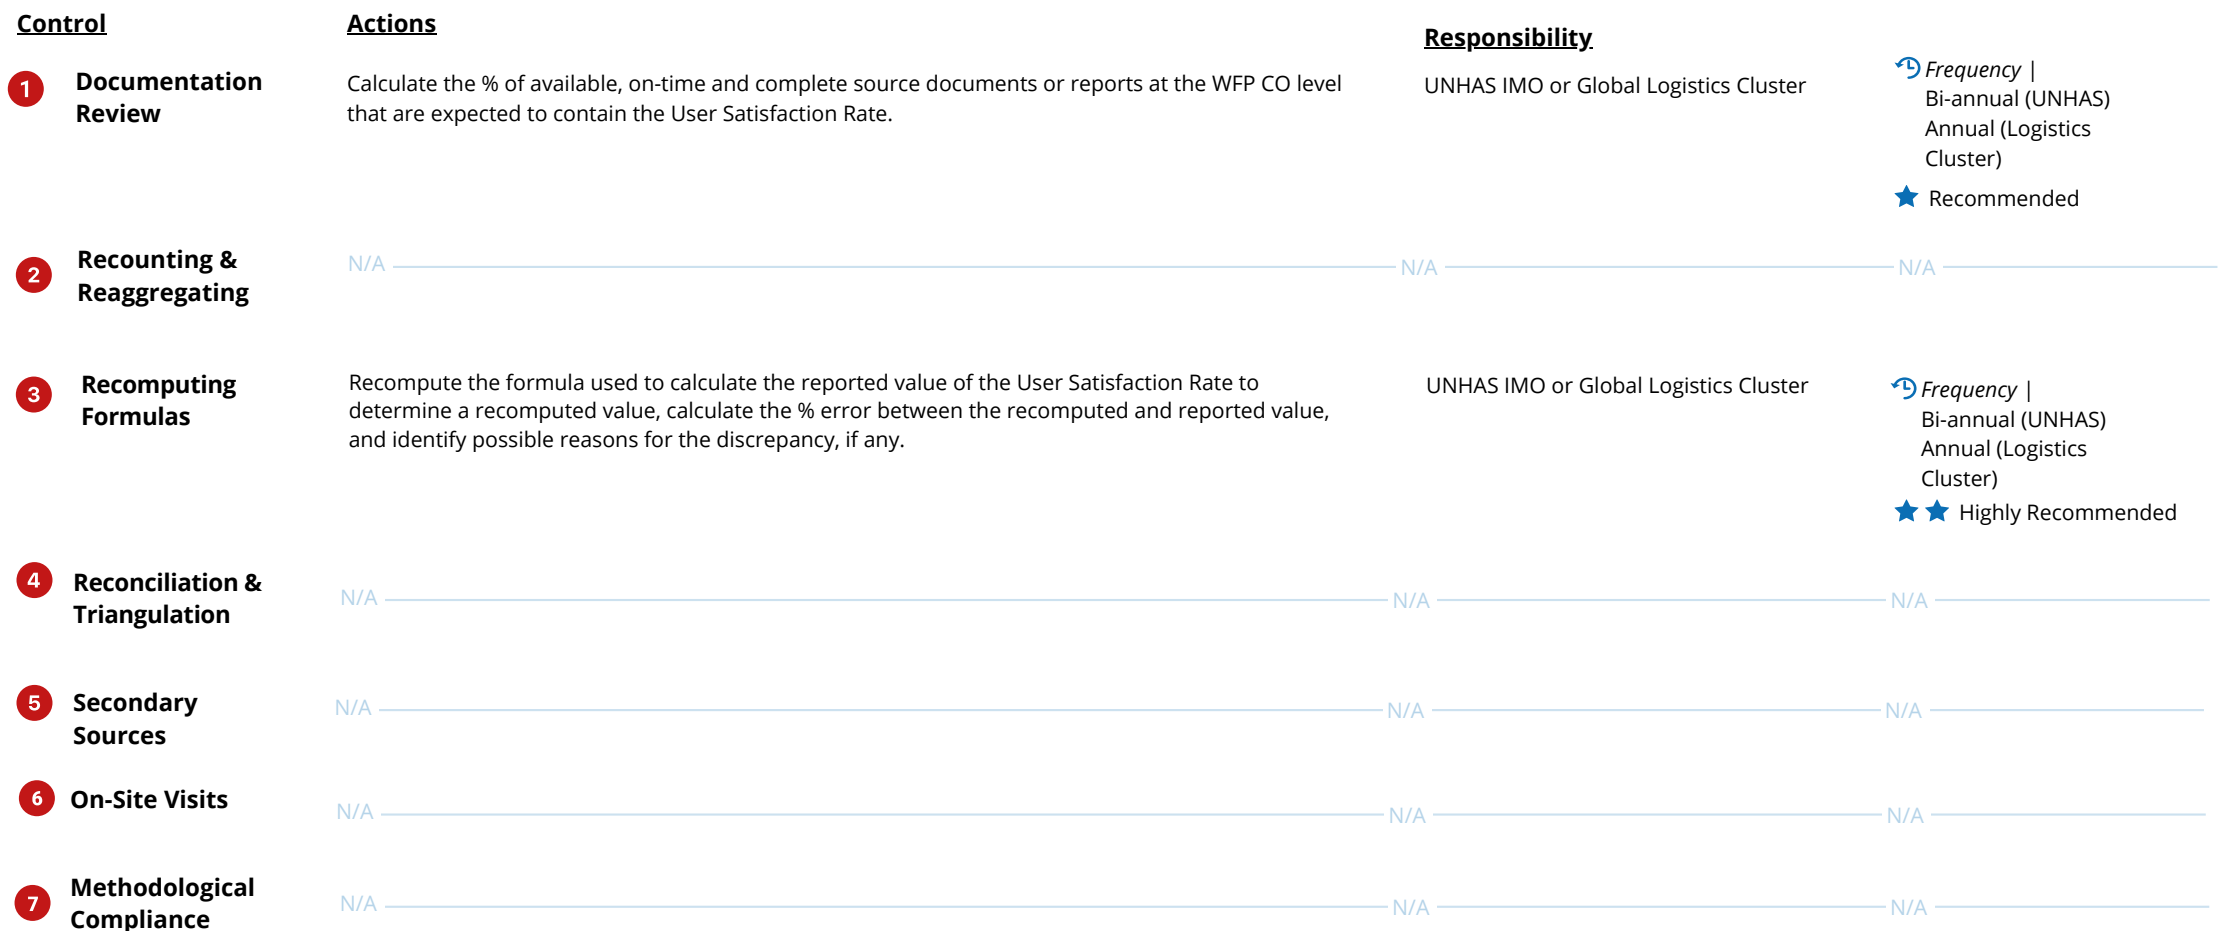 Control
Actions
Responsibility
1
Documentation
Review
Calculate the % of available, on-time and complete source documents or reports at the WFP CO level
that are expected to contain the User Satisfaction Rate.
UNHAS IMO or Global Logistics Cluster
Frequency |
Bi-annual (UNHAS)
Annual (Logistics
Cluster)
Recommended
2
Recounting &
Reaggregating
N/A
N/A
N/A
3
Recomputing
Formulas
Recompute the formula used to calculate the reported value of the User Satisfaction Rate to
determine a recomputed value, calculate the % error between the recomputed and reported value,
and identify possible reasons for the discrepancy, if any.
UNHAS IMO or Global Logistics Cluster
Frequency |
Bi-annual (UNHAS)
Annual (Logistics
Cluster)
Highly Recommended
4
Reconciliation &
Triangulation
N/A
N/A
N/A
5
Secondary
Sources
N/A
N/A
N/A
6
On-Site Visits
N/A
N/A
N/A
7
Methodological
Compliance
N/A
N/A
N/A